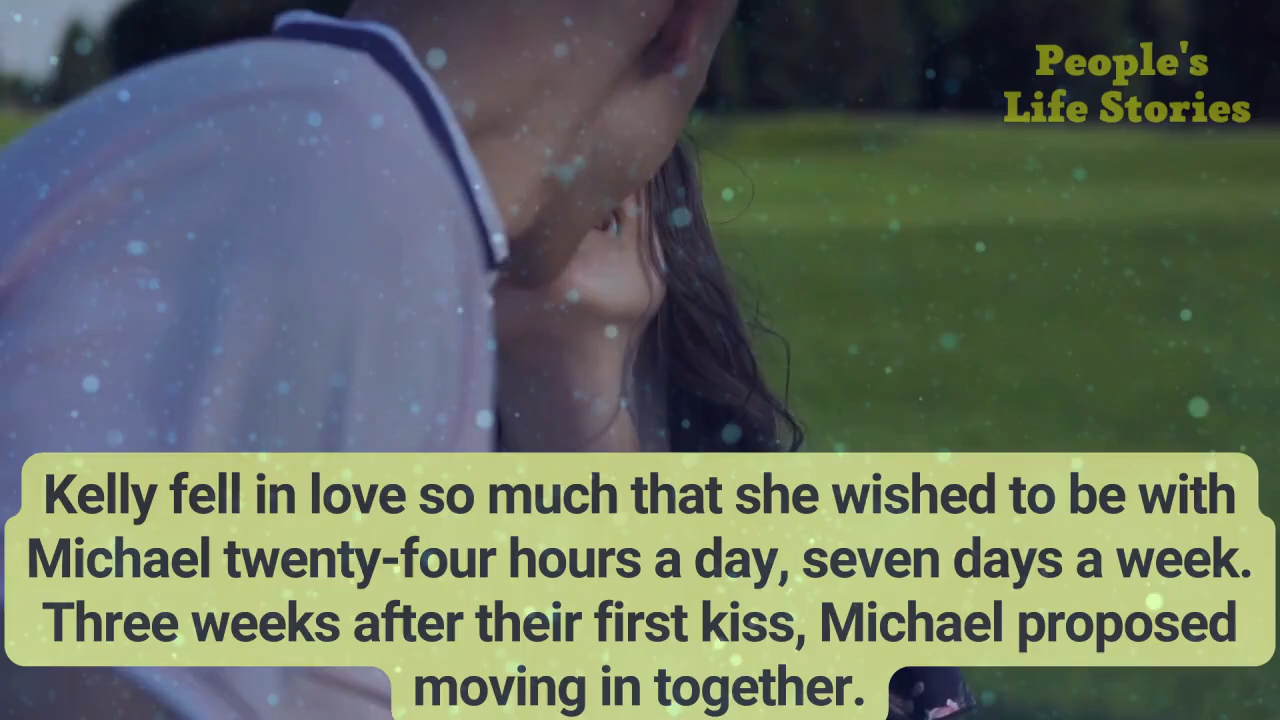 People's
Life Stories
Kelly fell in love so much that she wished to be with
Michael twenty-four hours a day, seven days a week.
Three weeks after their first kiss, Michael proposed
moving in together.